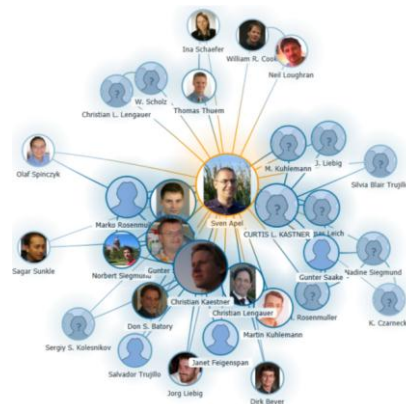 Ina Schaefer
William R. Cook
Neil Loughran
W. Scholz
Thomas Thuem
Christian L. Lengauer
M. Kuhlemann
J. Liebig
Olaf Spinczyk
Silvia Blair Trujillo
Sven Apel
Marko Rosenmuller
CURTIS L. KASTNER
Leich
Sagar Sunkle
Norbert Siegmund
Gunter
Gunter Saake
Nadine Siegmund
Christian Kaestner
Christian Lengauer
Rosenmuller
K. Czarnecki
Don S. Batory
Martin Kuhlemann
Sergiy S. Kolesnikov
Salvador Trujillo
Janet Feigenspan
Jorg Liebig
Dirk Beyer